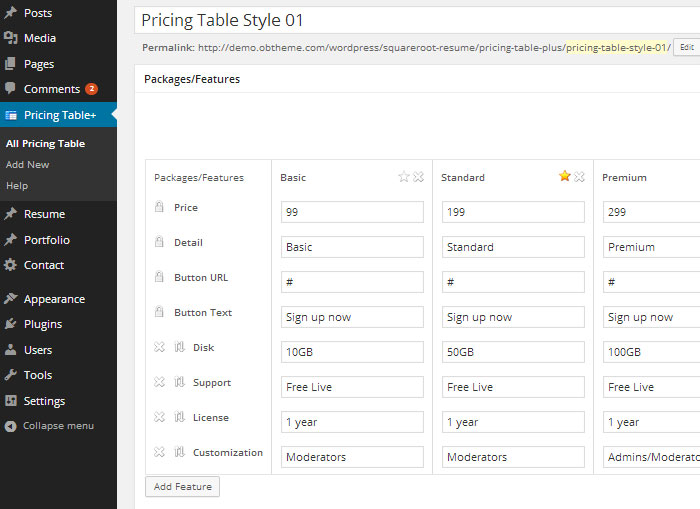 Posts
Media
Pages
Comments 2
Pricing Table+
All Pricing Table
Add New
Help
Resume
Portfolio
Contact
Appearance
Plugins
Users
Tools
Settings
Collapse menu
Pricing Table Style 01
Permalink: http://demo.obtheme.com/wordpress/squareroot-resume/pricing-table-plus/pricing-table-style-01/ Edit
Packages/Features
Packages/Features Basic Standard Premium
Price 99 199 299
Detail Basic Standard Premium
Button URL # # #
Button Text Sign up now Sign up now Sign up now
Disk 10GB 50GB 100GB
Support Free Live Free Live Free Live
License 1 year 1 year 1 year
Customization Moderators Moderators Admins/Moderato
Add Feature